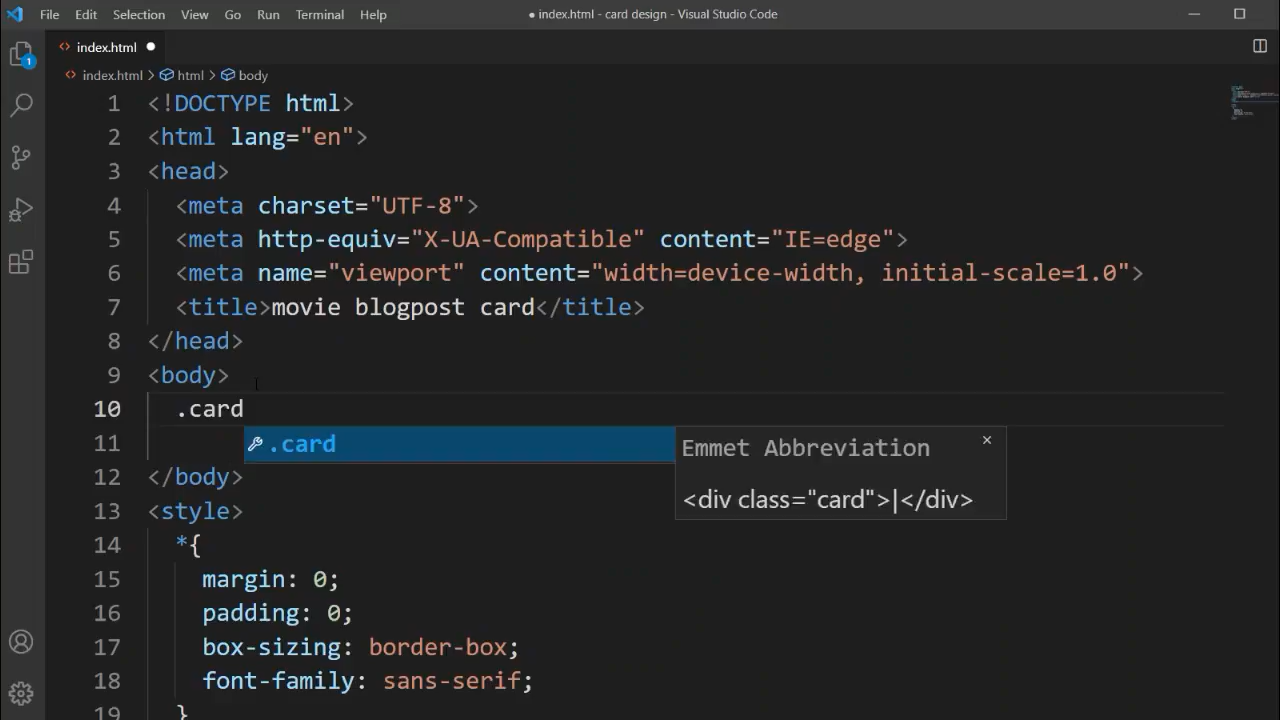 File Edit Selection View Go Run Terminal Help ● index.html - card design - Visual Studio Code
index.html
index.html > html > body
1 <!DOCTYPE html>
2 <html lang="en">
3 <head>
4 <meta charset="UTF-8">
5 <meta http-equiv="X-UA-Compatible" content="IE=edge">
6 <meta name="viewport" content="width=device-width, initial-scale=1.0">
7 <title>movie blogpost card</title>
8 </head>
9 <body>
10 .card
11
.card
Emmet Abbreviation
<div class="card">|</div>
12 </body>
13 <style>
14 *{
15 margin: 0;
16 padding: 0;
17 box-sizing: border-box;
18 font-family: sans-serif;
19 }
1